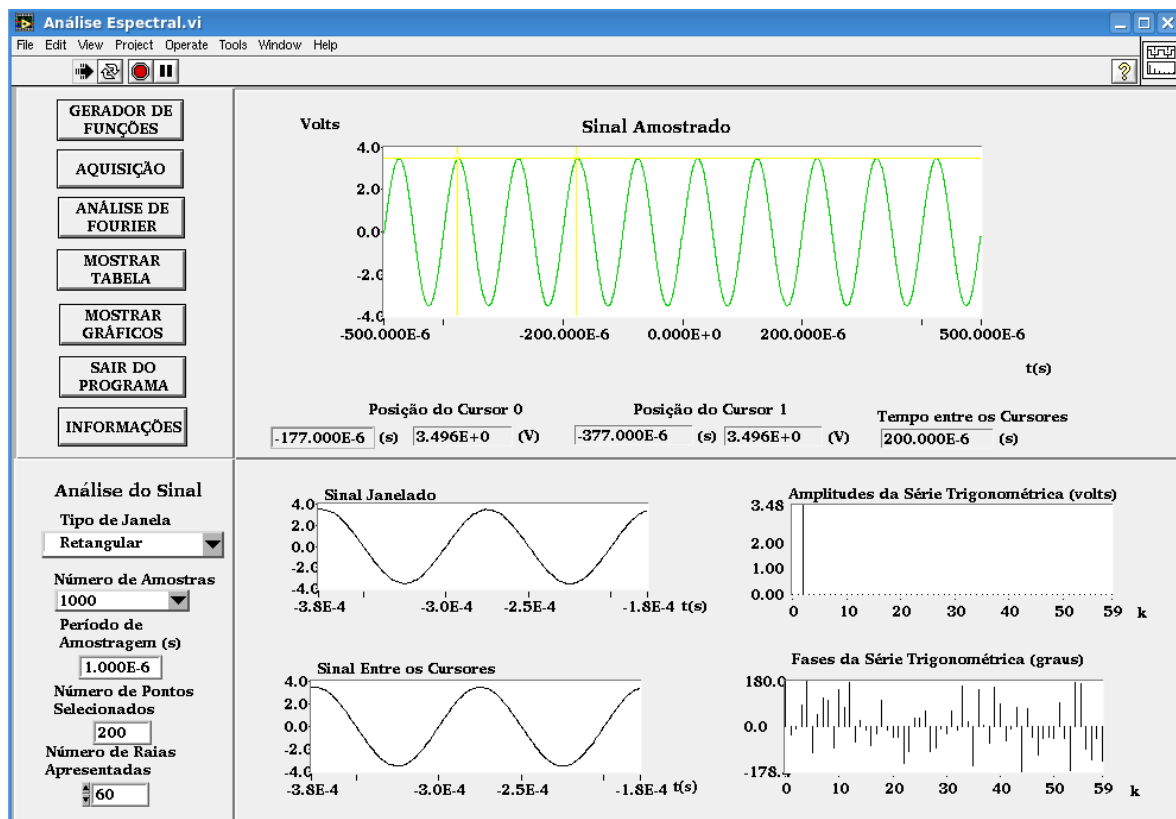 Análise Espectral.vi
File Edit View Project Operate Tools Window Help
GERADOR DE
FUNÇÕES
AQUISIÇÃO
ANÁLISE DE
FOURIER
MOSTRAR
TABELA
MOSTRAR
GRÁFICOS
SAIR DO
PROGRAMA
INFORMAÇÕES
Volts
Sinal Amostrado
4.0
2.0
0.0
-2.0
-4.0
-500.000E-6 -200.000E-6 0.000E+0 200.000E-6 500.000E-6
t(s)
Posição do Cursor 0
-177.000E-6 (s) 3.496E+0 (V)
Posição do Cursor 1
-377.000E-6 (s) 3.496E+0 (V)
Tempo entre os Cursores
200.000E-6 (s)
Análise do Sinal
Tipo de Janela
Retangular
Número de Amostras
1000
Período de
Amostragem (s)
1.000E-6
Número de Pontos
Selecionados
200
Número de Raias
Apresentadas
60
Sinal Janelado
4.0
2.0
0.0
-2.0
-4.0
-3.8E-4 -3.0E-4 -2.5E-4 -1.8E-4 t(s)
Amplitudes da Série Trigonométrica (volts)
3.48
2.00
1.00
0.00
0 10 20 30 40 50 59 k
Sinal Entre os Cursores
4.0
2.0
0.0
-2.0
-4.0
-3.8E-4 -3.0E-4 -2.5E-4 -1.8E-4 t(s)
Fases da Série Trigonométrica (graus)
180.0
0.0
-178.4
0 10 20 30 40 50 59 k